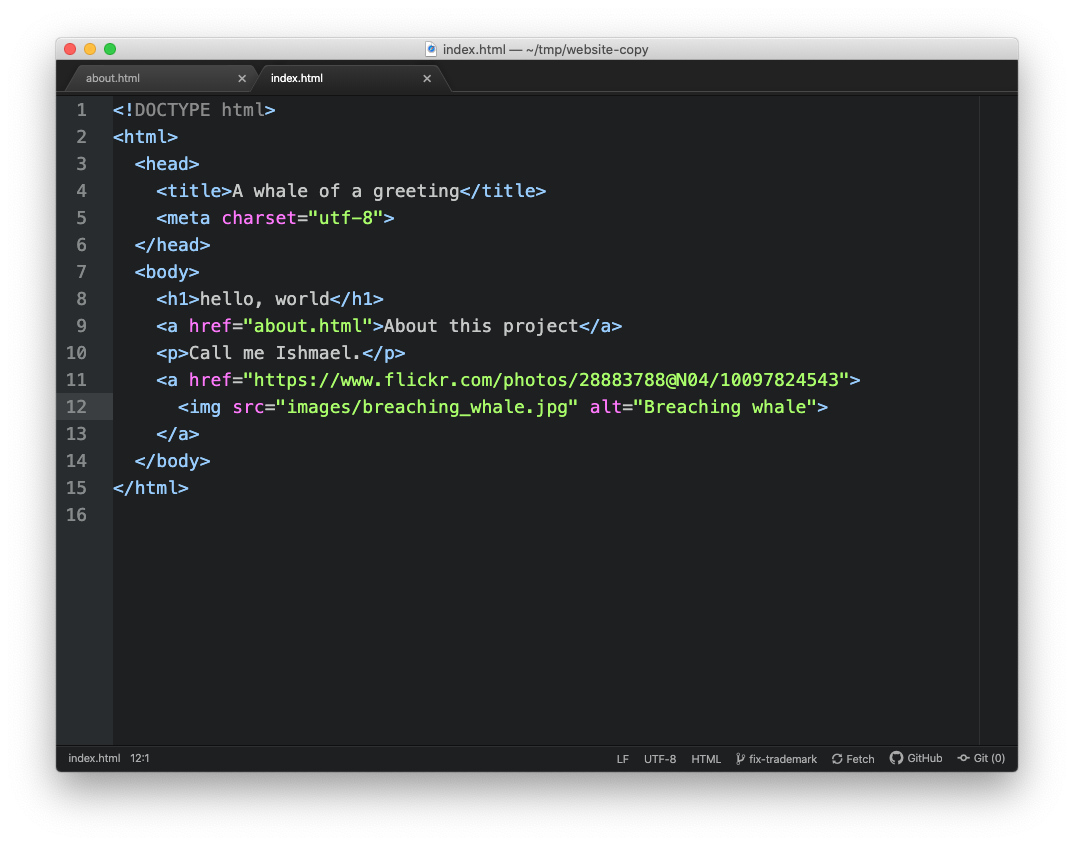 index.html — ~/tmp/website-copy
about.html × index.html ×
1 <!DOCTYPE html>
2 <html>
3   <head>
4     <title>A whale of a greeting</title>
5     <meta charset="utf-8">
6   </head>
7   <body>
8     <h1>hello, world</h1>
9     <a href="about.html">About this project</a>
10     <p>Call me Ishmael.</p>
11     <a href="https://www.flickr.com/photos/28883788@N04/10097824543">
12       <img src="images/breaching_whale.jpg" alt="Breaching whale">
13     </a>
14   </body>
15 </html>
16
index.html 12:1 LF UTF-8 HTML fix-trademark Fetch GitHub Git (0)